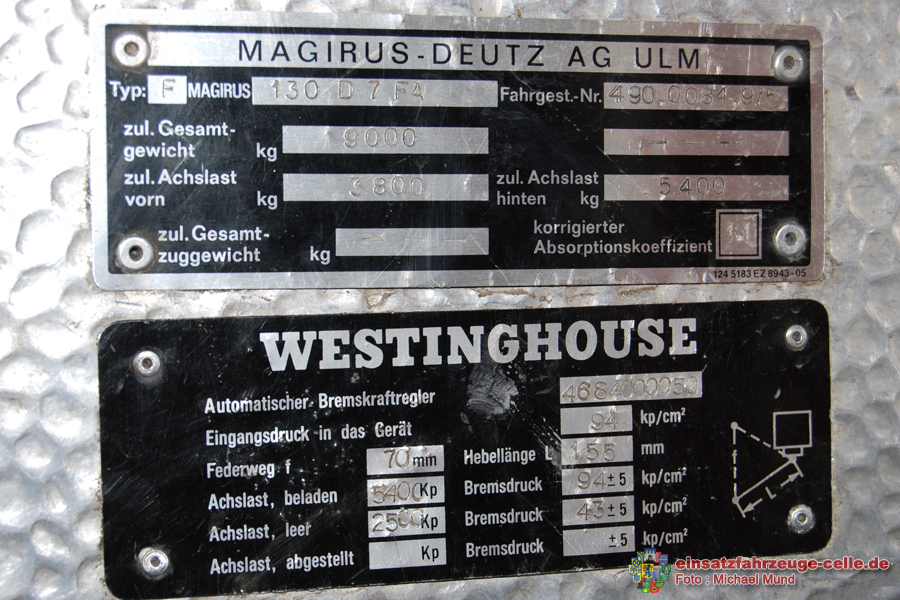 MAGIRUS-DEUTZ AG ULM
Typ: F MAGIRUS 130 D 7 FA Fahrgest.-Nr. 490.0084.975
zul. Gesamt-
gewicht kg 9000 - - -
zul. Achslast
vorn kg 3800 zul. Achslast
hinten kg 5400
zul. Gesamt-
zuggewicht kg - - -
korrigierter
Absorptionskoeffizient 1.1
124 5183 EZ 8943-05
WESTINGHOUSE
Automatischer Bremskraftregler 4684000050
Eingangsdruck in das Gerät 94 kp/cm²
Federweg f 70 mm Hebellänge L 155 mm
Achslast, beladen 5400 Kp Bremsdruck 94 ±5 kp/cm²
Achslast, leer 2500 Kp Bremsdruck 43 ±5 kp/cm²
Achslast, abgestellt Kp Bremsdruck ±5 kp/cm²
f
L
einsatzfahrzeuge-celle.de
Foto : Michael Mund